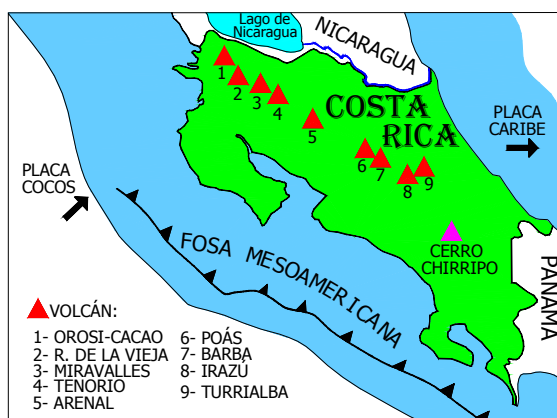 Lago de
Nicaragua
NICARAGUA
COSTA
RICA
PLACA
CARIBE
PLACA
COCOS
1
2
3
4
5
6
7
8
9
CERRO
CHIRRIPO
PANAMA
FOSA MESOAMERICANA
VOLCÁN:
1- OROSI-CACAO
2- R. DE LA VIEJA
3- MIRAVALLES
4- TENORIO
5- ARENAL
6- POÁS
7- BARBA
8- IRAZÚ
9- TURRIALBA